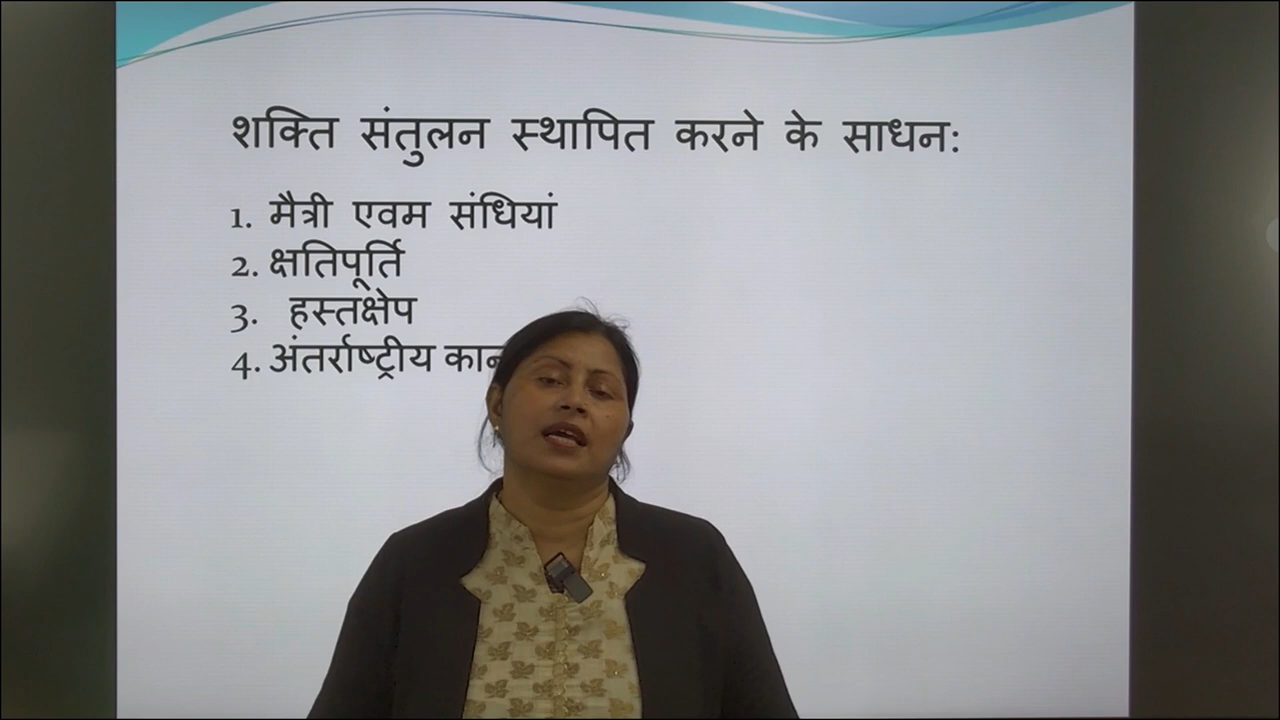 शक्ति संतुलन स्थापित करने के साधन:
1. मैत्री एवम संधियां
2. क्षतिपूर्ति
3. हस्तक्षेप
4. अंतर्राष्ट्रीय